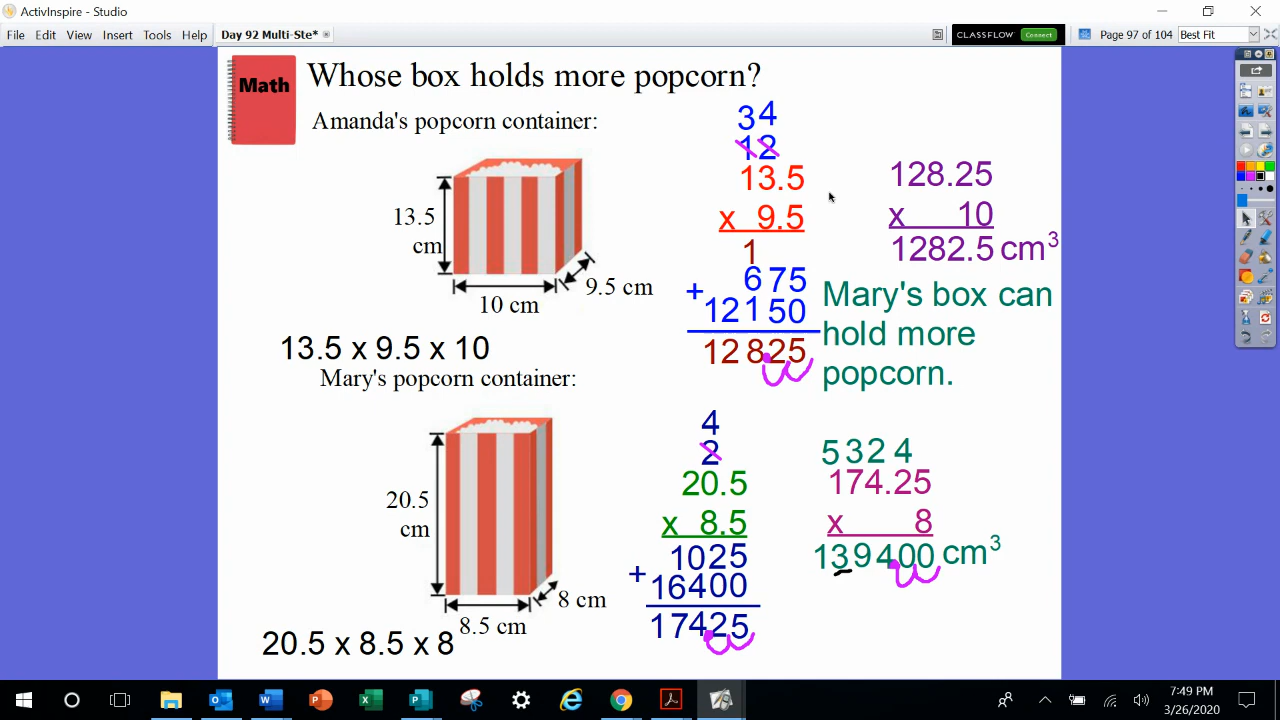 ActivInspire - Studio
File Edit View Insert Tools Help
Day 92 Multi-Ste*
CLASSFLOW Connect
Page 97 of 104
Best Fit
Math
Whose box holds more popcorn?
Amanda's popcorn container:
13.5
cm
10 cm
9.5 cm
13.5 x 9.5 x 10
34
12
13.5
x 9.5
1
675
+
12150
12825
128.25
x 10
1282.5 cm³
Mary's box can
hold more
popcorn.
Mary's popcorn container:
20.5
cm
8.5 cm
8 cm
20.5 x 8.5 x 8
4
2
20.5
x 8.5
1025
+
16400
17425
5324
174.25
x 8
139400 cm³
7:49 PM
3/26/2020